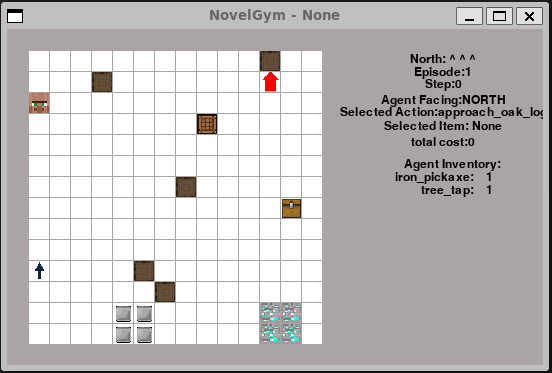 NovelGym - None
North: ^ ^ ^
Episode:1
Step:0
Agent Facing:NORTH
Selected Action:approach_oak_log
Selected Item: None
total cost:0
Agent Inventory:
iron_pickaxe: 1
tree_tap: 1